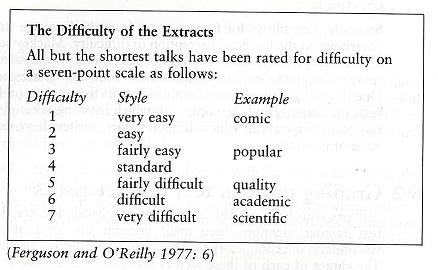 The Difficulty of the Extracts
All but the shortest talks have been rated for difficulty on
a seven-point scale as follows:
Difficulty Style Example
1 very easy comic
2 easy
3 fairly easy popular
4 standard
5 fairly difficult quality
6 difficult academic
7 very difficult scientific
(Ferguson and O'Reilly 1977: 6)